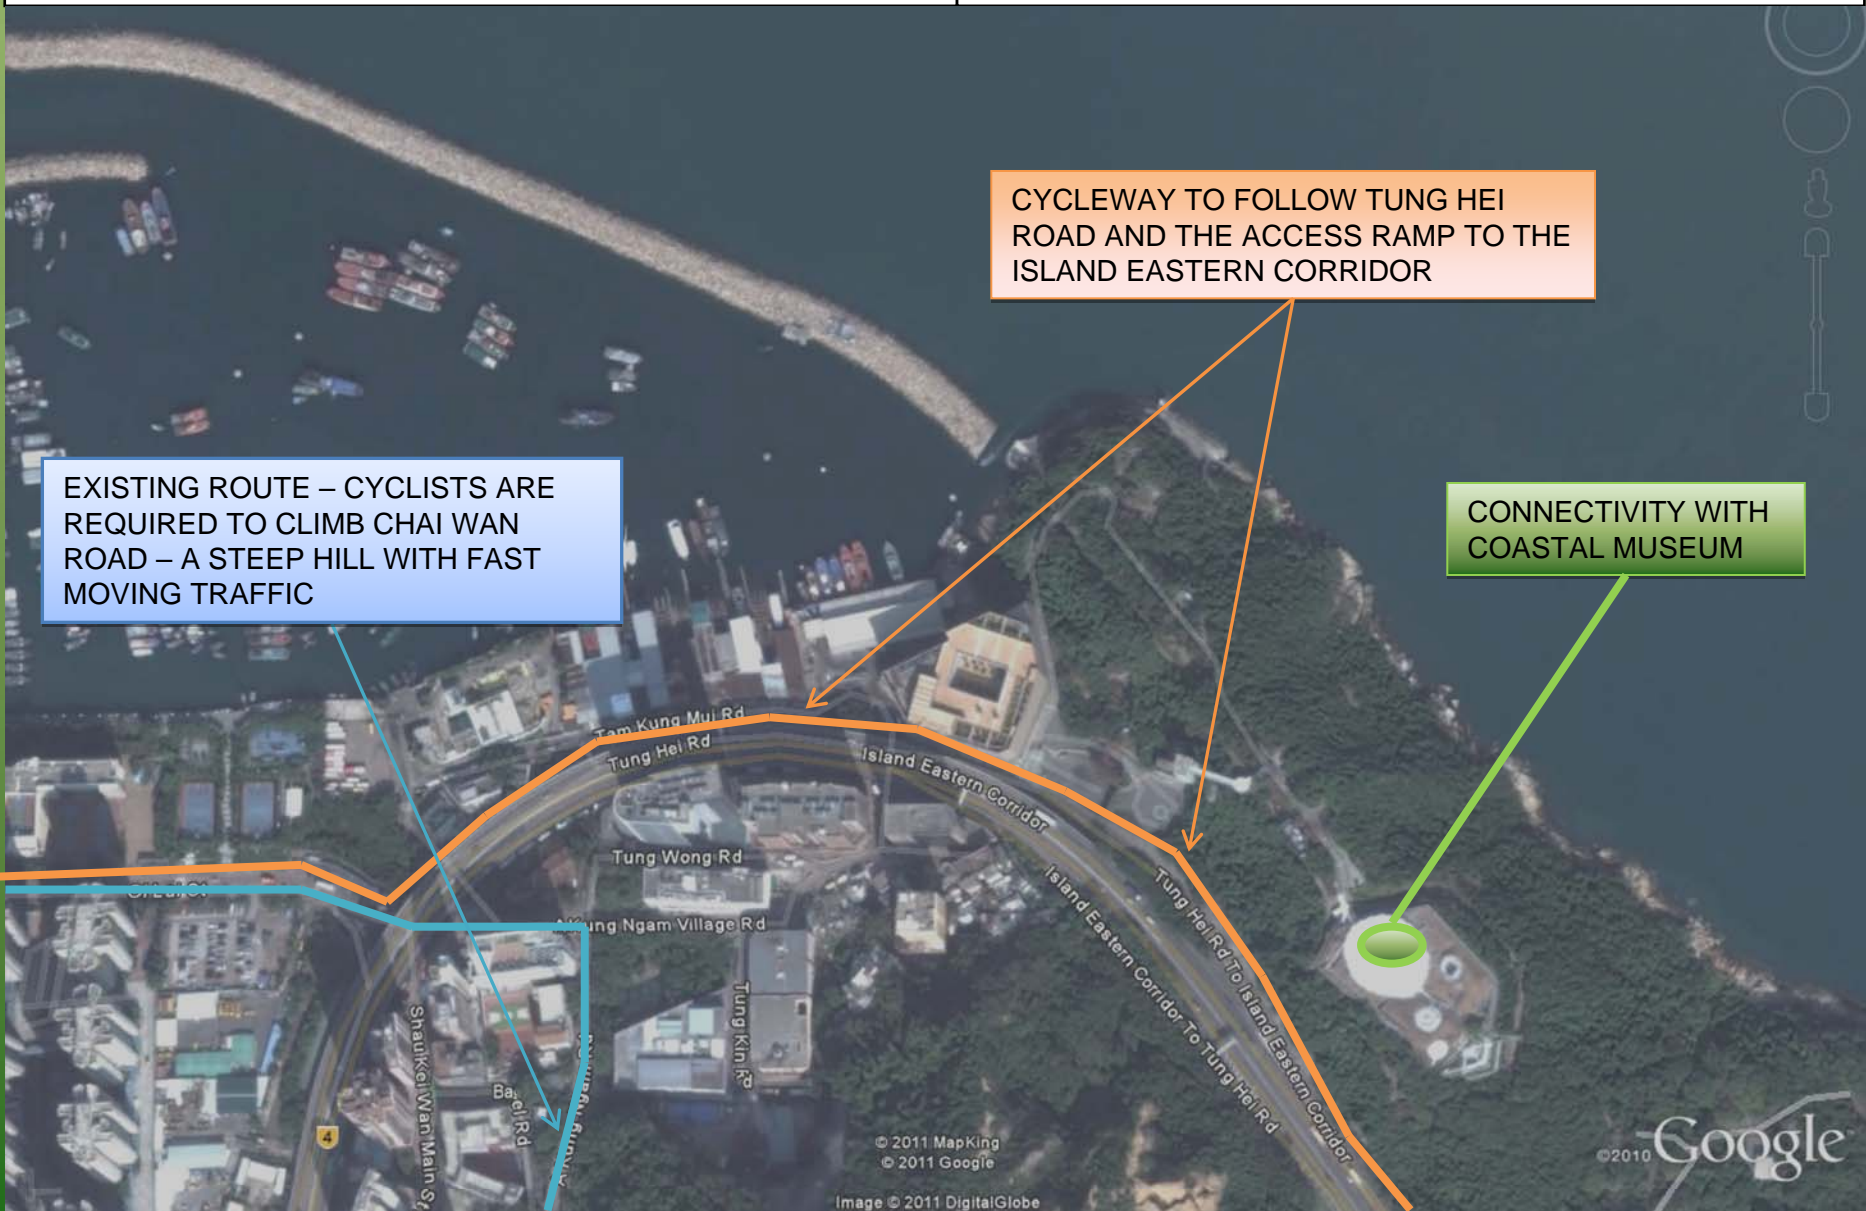 CYCLEWAY TO FOLLOW TUNG HEI
ROAD AND THE ACCESS RAMP TO THE
ISLAND EASTERN CORRIDOR
EXISTING ROUTE – CYCLISTS ARE
REQUIRED TO CLIMB CHAI WAN
ROAD – A STEEP HILL WITH FAST
MOVING TRAFFIC
CONNECTIVITY WITH
COASTAL MUSEUM
Tam Kung Mui Rd
Tung Hei Rd
Island Eastern Corridor
Tung Wong Rd
Kung Ngam Village Rd
Tung Hei Rd To Island Eastern Corridor
Island Eastern Corridor To Tung Hei Rd
Tung Kin Rd
Shau Kei Wan Main St
4
© 2011 MapKing
© 2011 Google
Image © 2011 DigitalGlobe
©2010 Google